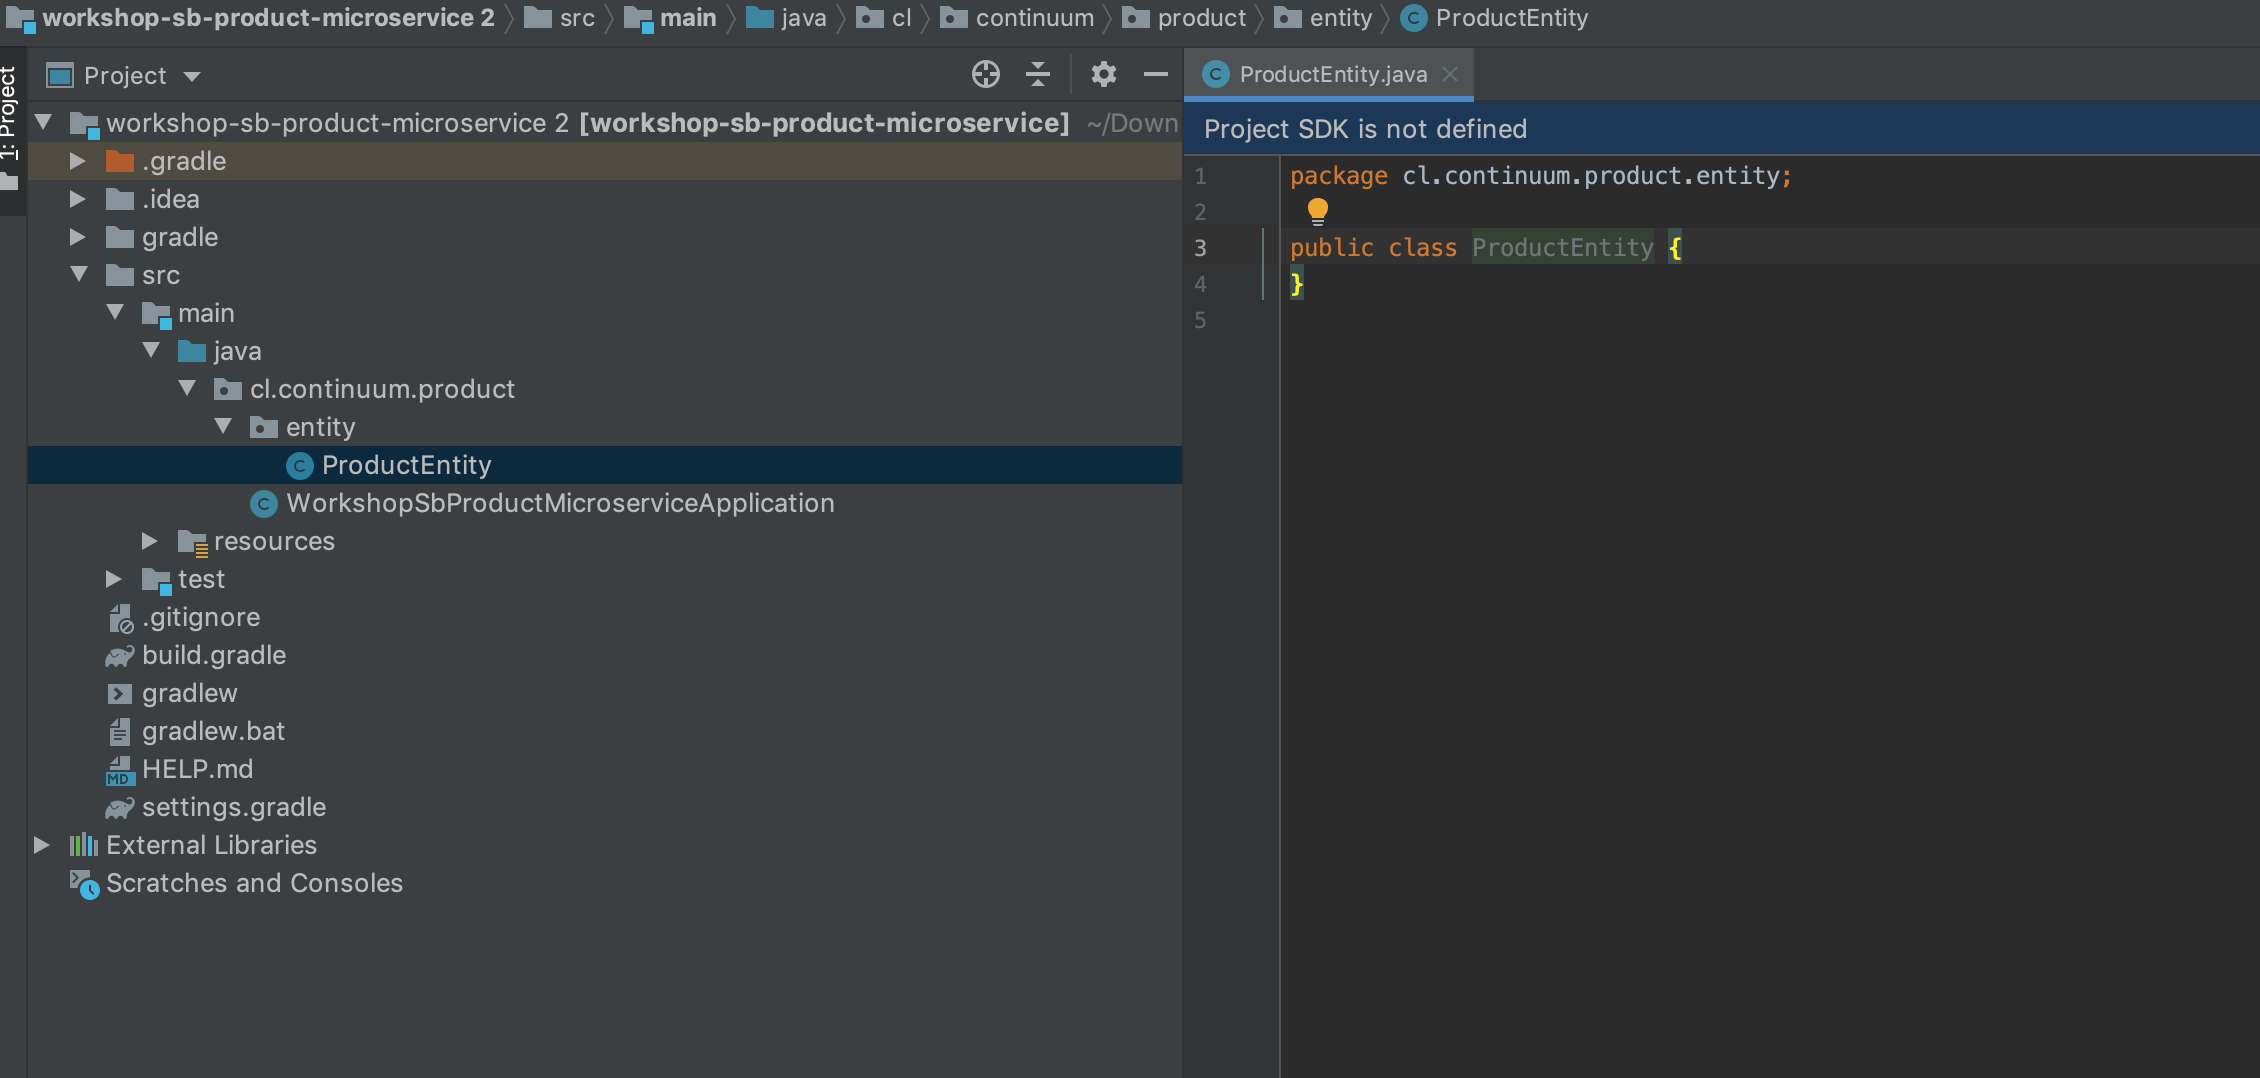 workshop-sb-product-microservice 2 src main java cl continuum product entity C ProductEntity
1: Project
Project
workshop-sb-product-microservice 2 [workshop-sb-product-microservice] ~/Down
.gradle
.idea
gradle
src
main
java
cl.continuum.product
entity
C ProductEntity
C WorkshopSbProductMicroserviceApplication
resources
test
.gitignore
build.gradle
gradlew
gradlew.bat
MD HELP.md
settings.gradle
External Libraries
Scratches and Consoles
C ProductEntity.java
Project SDK is not defined
1 package cl.continuum.product.entity;
2
3 public class ProductEntity {
4 }
5